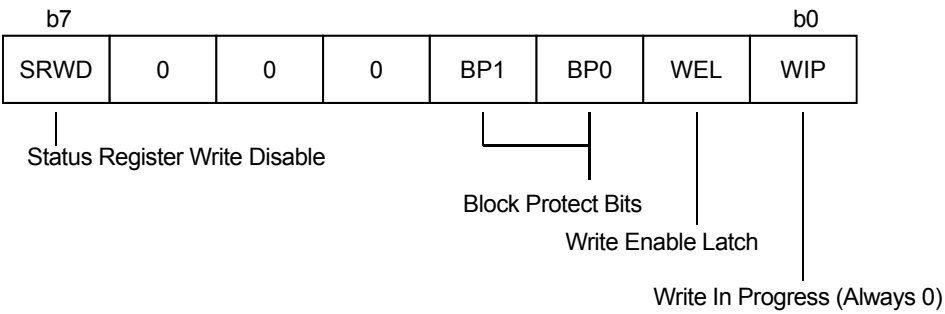 b7 b0
SRWD 0 0 0 BP1 BP0 WEL WIP
Status Register Write Disable
Block Protect Bits
Write Enable Latch
Write In Progress (Always 0)